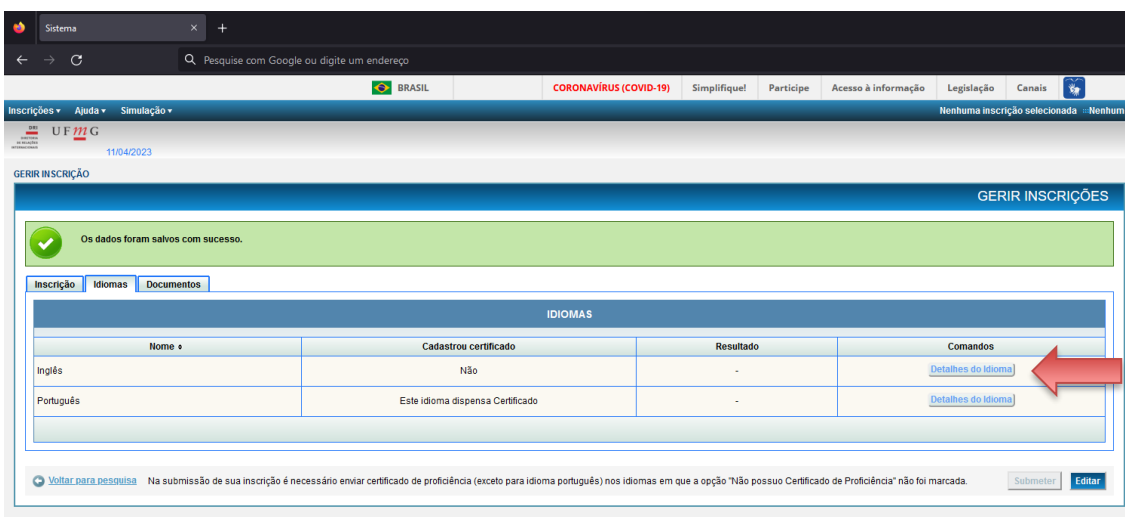 Sistema
Pesquise com Google ou digite um endereço
BRASIL CORONAVÍRUS (COVID-19) Simplifique! Participe Acesso à informação Legislação Canais
Inscrições Ajuda Simulação Nenhuma inscrição selecionada Nenhum
DRI
UFMG
11/04/2023
GERIR INSCRIÇÃO
GERIR INSCRIÇÕES
Os dados foram salvos com sucesso.
Inscrição Idiomas Documentos
IDIOMAS
Nome Cadastrou certificado Resultado Comandos
Inglês Não - Detalhes do Idioma
Português Este idioma dispensa Certificado - Detalhes do Idioma
Voltar para pesquisa Na submissão de sua inscrição é necessário enviar certificado de proficiência (exceto para idioma português) nos idiomas em que a opção "Não possuo Certificado de Proficiência" não foi marcada. Submeter Editar